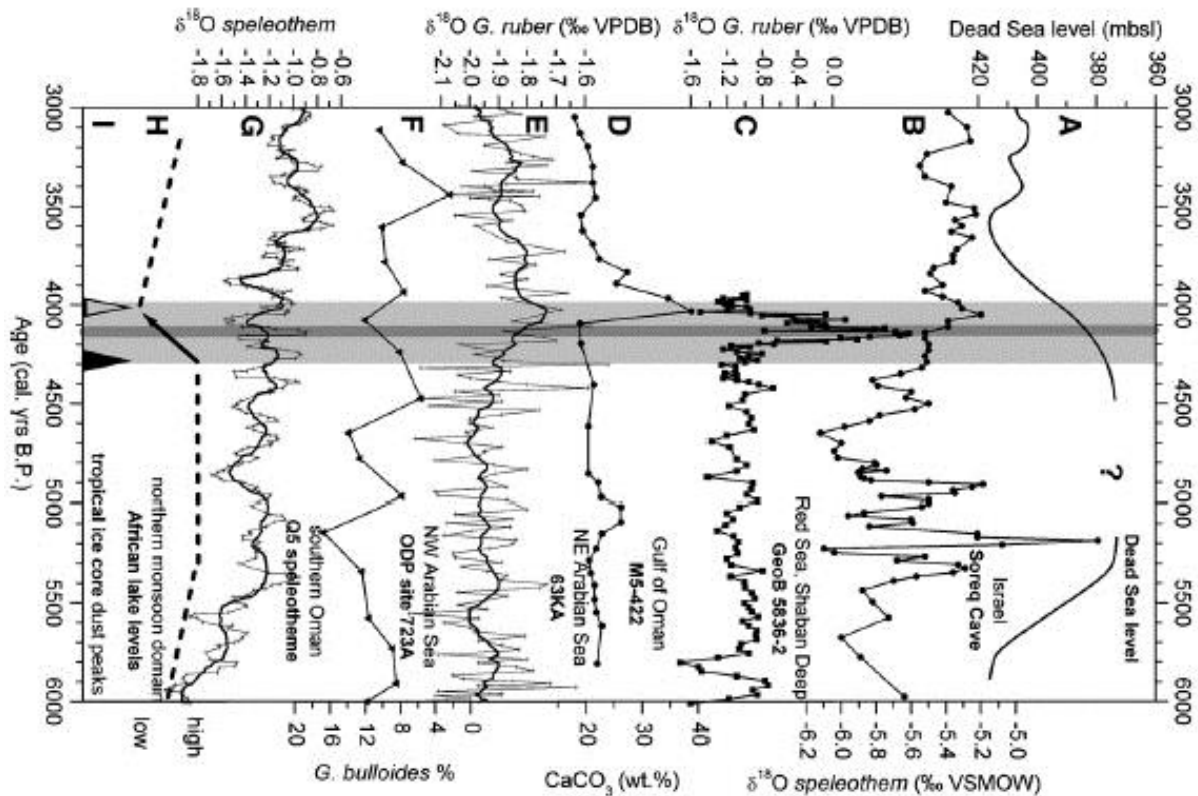 δ18O speleothem
δ18O G. ruber (‰ VPDB)
δ18O G. ruber (‰ VPDB)
Dead Sea level (mbsl)
-1.8 -1.6 -1.4 -1.2 -1.0 -0.8 -0.6
-2.1 -2.0 -1.9 -1.8 -1.7 -1.6
-1.6 -1.2 -0.8 -0.4 0.0
420 400 380 360
3000
3500
4000
4500
5000
5500
6000
I H G F E D C B A
3000
3500
4000
4500
5000
5500
6000
Age (cal. yrs B.P.)
?
Dead Sea level
Israel
Soreq Cave
Red Sea, Shaban Deep
GeoB 5836-2
Gulf of Oman
M5-422
NE Arabian Sea
63KA
NW Arabian Sea
ODP site 723A
southern Oman
Q5 speleotheme
northern monsoon domain
African lake levels
tropical ice core dust peaks
low high
20 16 12 8 4 0
G. bulloides %
0 20 40
CaCO3 (wt.%)
-6.2 -6.0 -5.8 -5.6 -5.4 -5.2 -5.0
δ18O speleothem (‰ VSMOW)